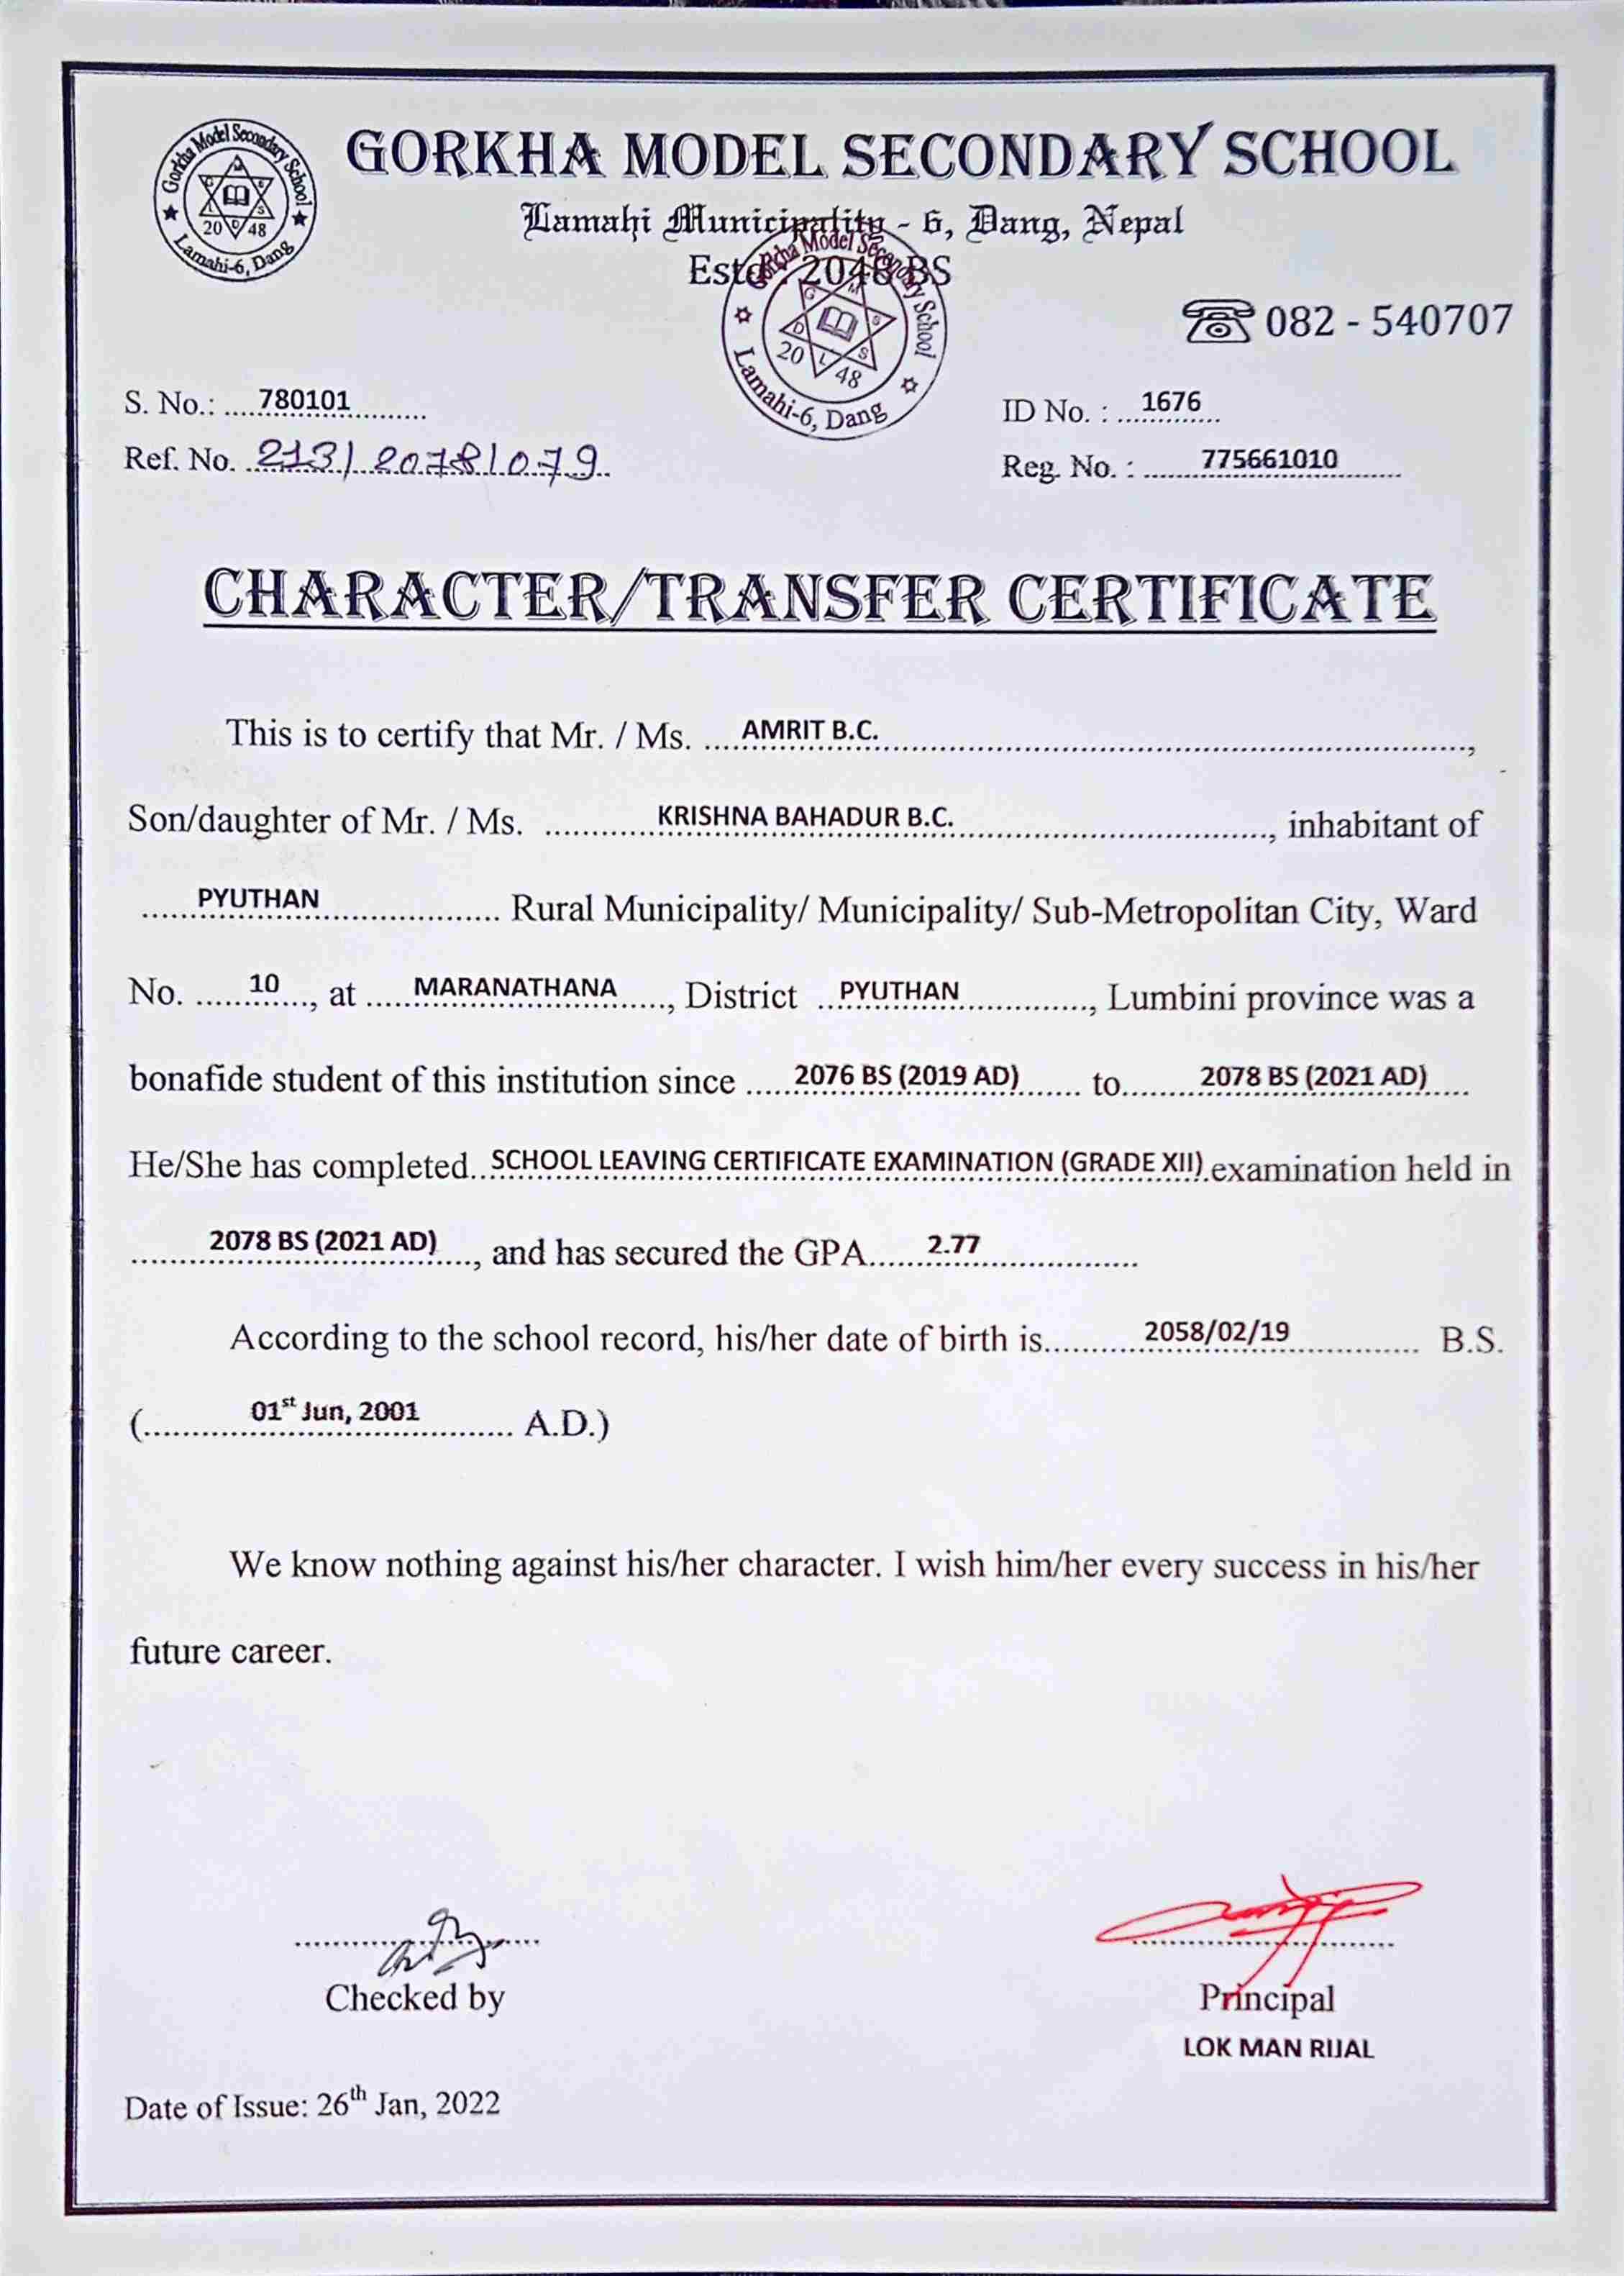 Gorkha Model Secondary School
20 48
Lamahi-6, Dang
GORKHA MODEL SECONDARY SCHOOL
Lamahi Municipality - 6, Dang, Nepal
Estd : 2048 BS
Gorkha Model Secondary School
20 48
Lamahi-6, Dang
082 - 540707
S. No.: ....780101..........
ID No. : ...1676...
Ref. No. 213/2078/079
Reg. No. : ......775661010.........
CHARACTER/TRANSFER CERTIFICATE
This is to certify that Mr. / Ms. ....AMRIT B.C...........,
Son/daughter of Mr. / Ms. ...........KRISHNA BAHADUR B.C............, inhabitant of
......PYUTHAN............ Rural Municipality/ Municipality/ Sub-Metropolitan City, Ward
No. ......10...., at .....MARANATHANA......, District ..PYUTHAN............, Lumbini province was a
bonafide student of this institution since .....2076 BS (2019 AD)...... to........2078 BS (2021 AD).....
He/She has completed..SCHOOL LEAVING CERTIFICATE EXAMINATION (GRADE XII).examination held in
........2078 BS (2021 AD)...., and has secured the GPA......2.77..............
According to the school record, his/her date of birth is..........2058/02/19............. B.S.
(...........01st Jun, 2001.......... A.D.)
We know nothing against his/her character. I wish him/her every success in his/her
future career.
Checked by
Principal
LOK MAN RIJAL
Date of Issue: 26th Jan, 2022